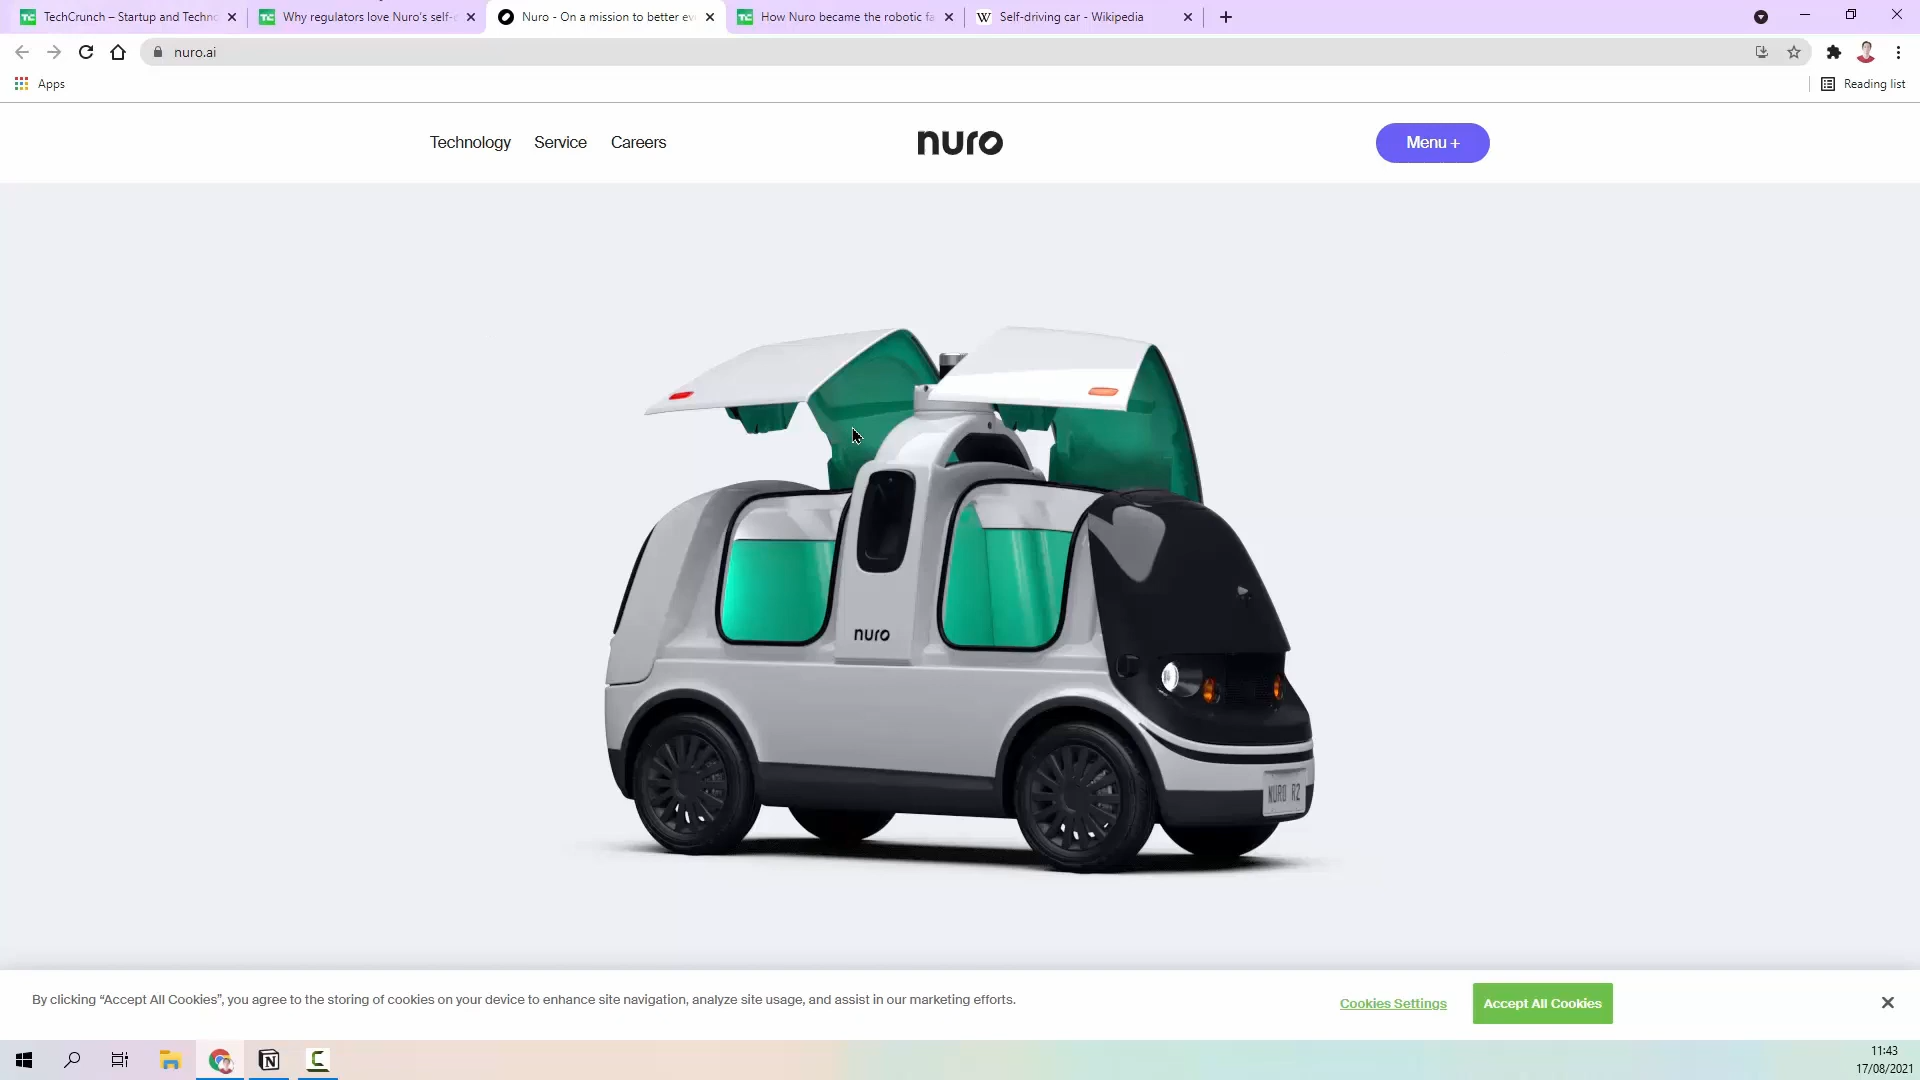 TechCrunch – Startup and Techno
Why regulators love Nuro's self-d
Nuro - On a mission to better eve
How Nuro became the robotic fa
Self-driving car - Wikipedia
nuro.ai
Apps
Reading list
Technology
Service
Careers
nuro
Menu +
nuro
NURO R2
By clicking “Accept All Cookies”, you agree to the storing of cookies on your device to enhance site navigation, analyze site usage, and assist in our marketing efforts.
Cookies Settings
Accept All Cookies
11:43
17/08/2021